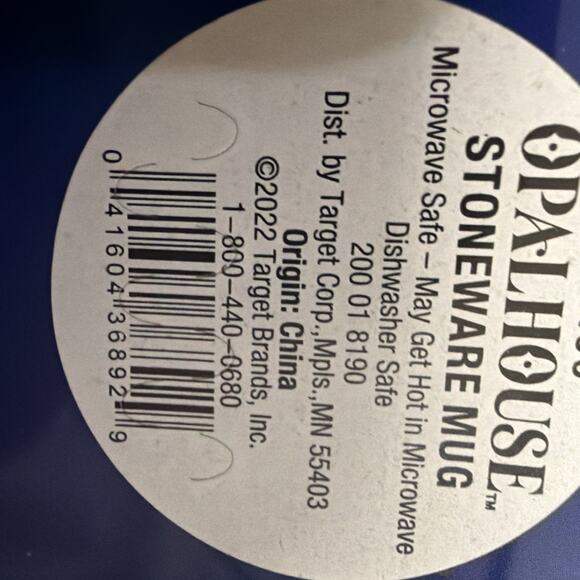 OPALHOUSE™
STONEWARE MUG
Microwave Safe – May Get Hot in Microwave
Dishwasher Safe
200 01 8190
Dist. by Target Corp., Mpls., MN 55403
Origin: China
©2022 Target Brands, Inc.
1-800-440-0680
0 41604 36892 9